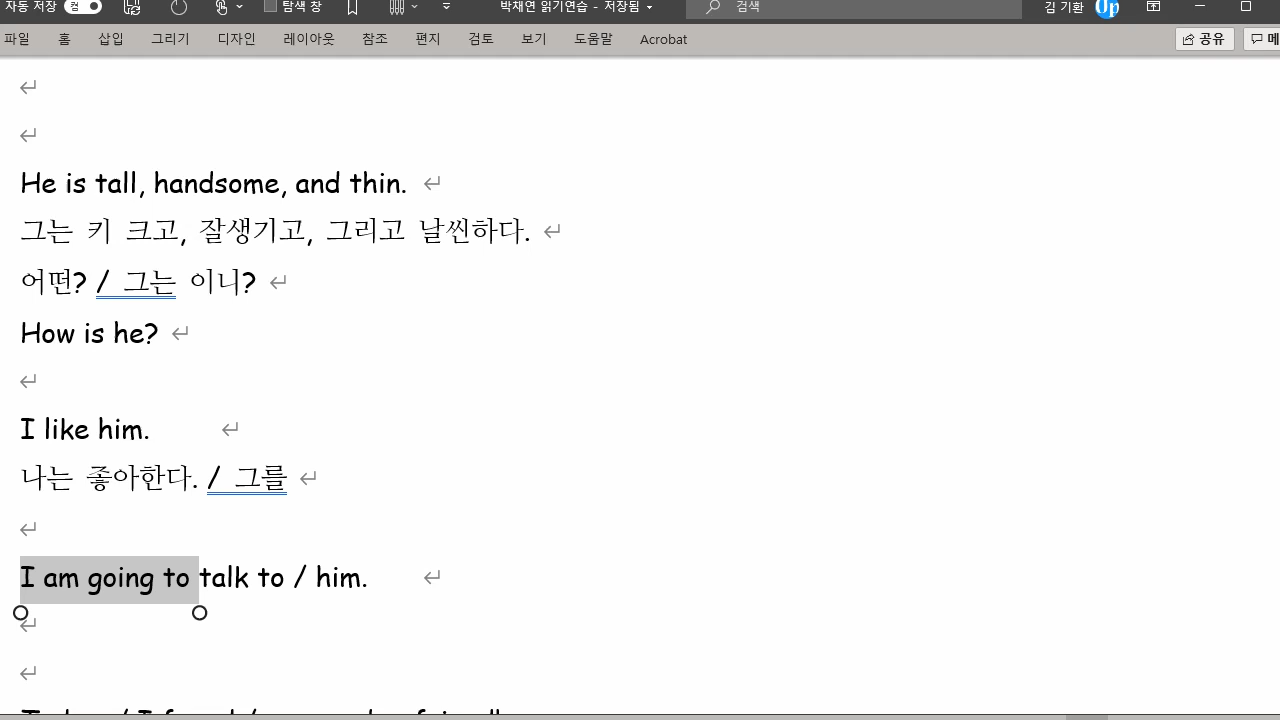 자동 저장 컴 탐색 창 박채연 읽기연습 - 저장됨 검색 김 기환
파일 홈 삽입 그리기 디자인 레이아웃 참조 편지 검토 보기 도움말 Acrobat 공유 메
He is tall, handsome, and thin.
그는 키 크고, 잘생기고, 그리고 날씬하다.
어떤? / 그는 이니?
How is he?
I like him.
나는 좋아한다. / 그를
I am going to talk to / him.